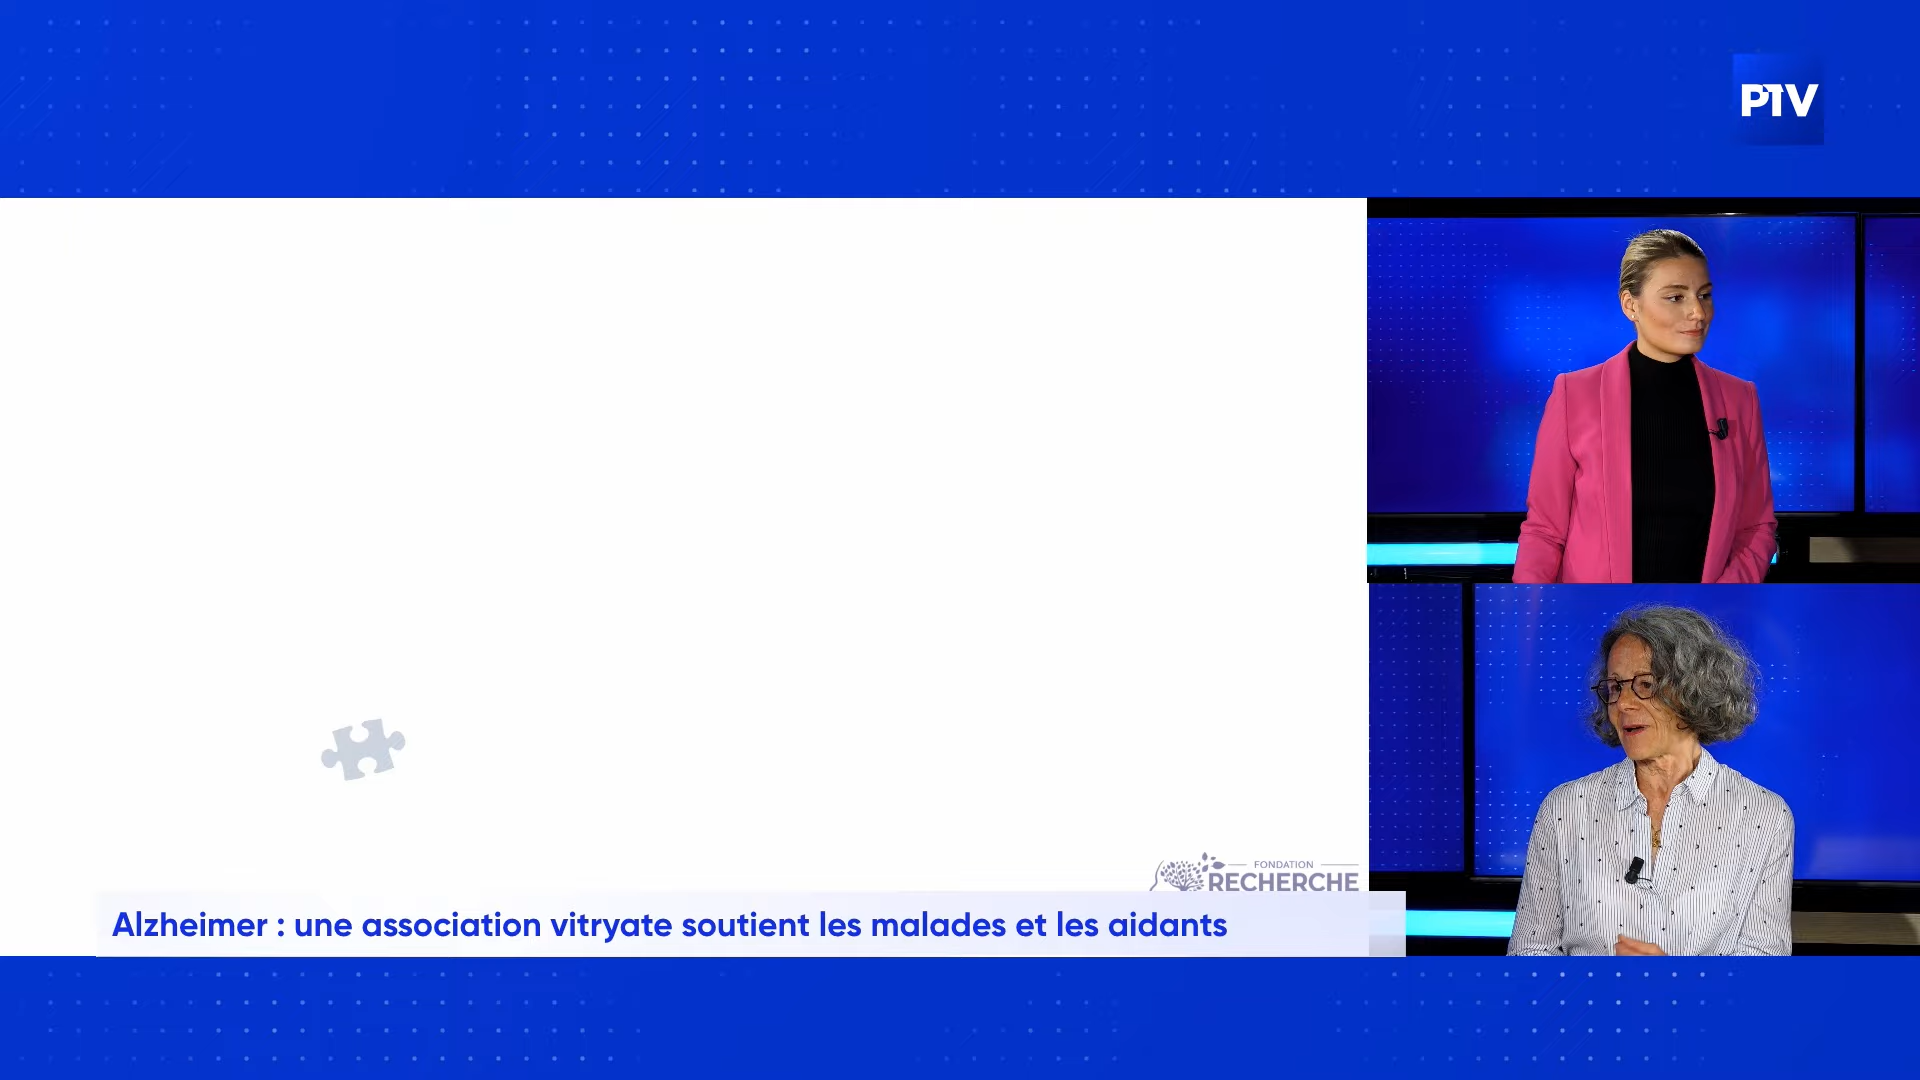 PTV
FONDATION
RECHERCHE
Alzheimer : une association vitryate soutient les malades et les aidants